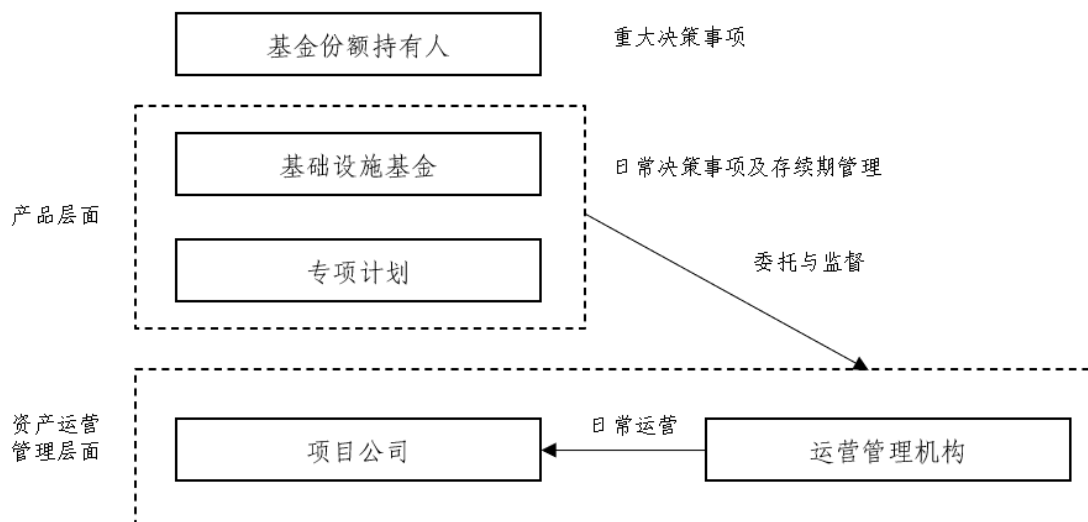 基金份额持有人
重大决策事项
基础设施基金
日常决策事项及存续期管理
产品层面
专项计划
委托与监督
资产运营
管理层面
项目公司
日常运营
运营管理机构